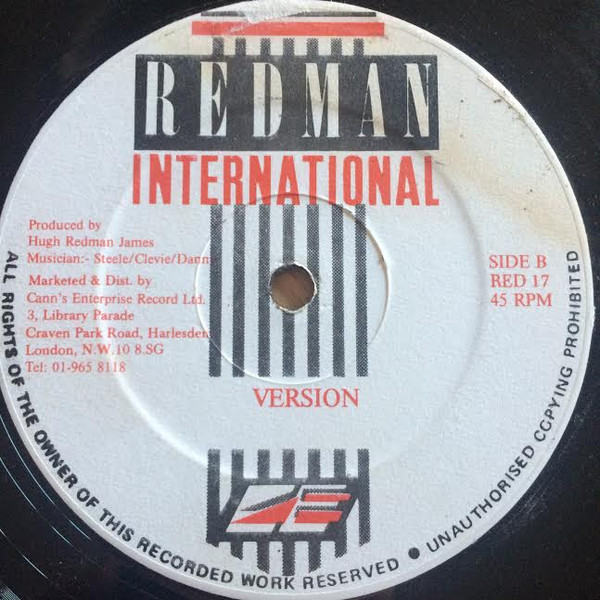 REDMAN
INTERNATIONAL
Produced by
Hugh Redman James
Musician:- Steele/Clevie/Danny
Marketed & Dist. by
Cann's Enterprise Record Ltd.
3, Library Parade
Craven Park Road, Harlesden
London, N.W.10 8.SG
Tel: 01-965 8118
SIDE B
RED 17
45 RPM
VERSION
CE
ALL RIGHTS OF THE OWNER OF THIS RECORDED WORK RESERVED ● UNAUTHORISED COPYING PROHIBITED